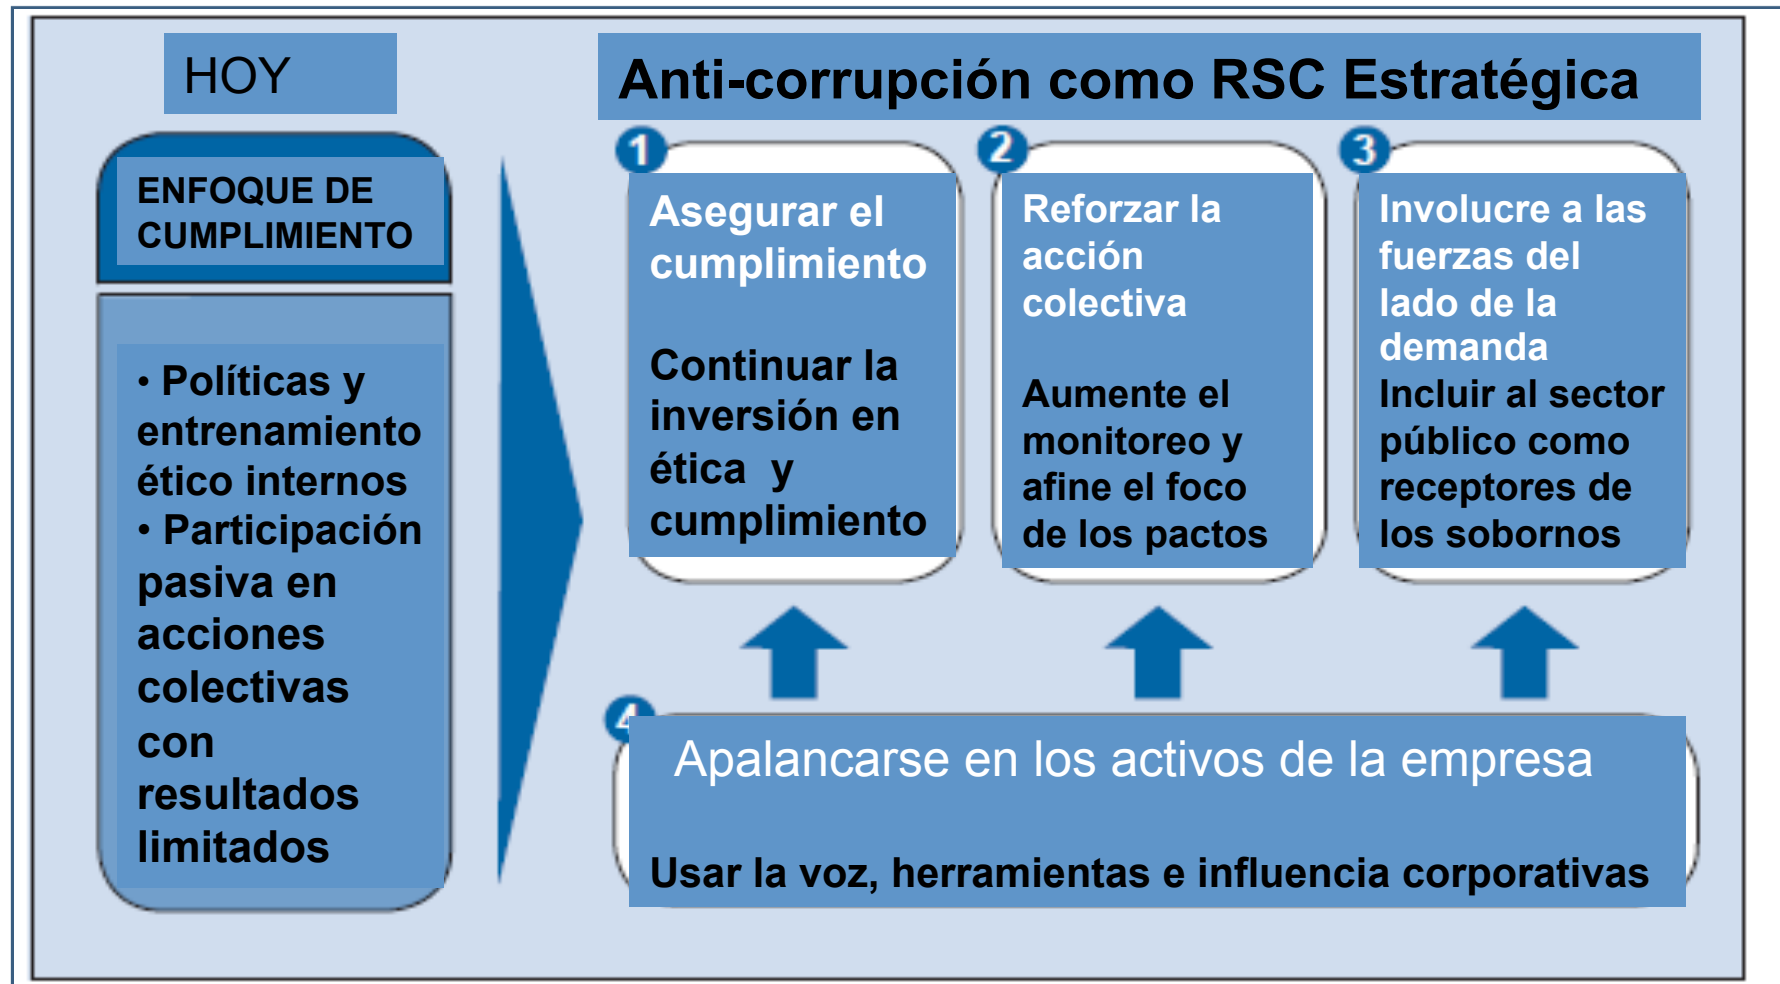 HOY
Anti-corrupción como RSC Estratégica
ENFOQUE DE
CUMPLIMIENTO
• Políticas y
entrenamiento
ético internos
• Participación
pasiva en
acciones
colectivas
con
resultados
limitados
1
Asegurar el
cumplimiento
Continuar la
inversión en
ética y
cumplimiento
2
Reforzar la
acción
colectiva
Aumente el
monitoreo y
afine el foco
de los pactos
3
Involucre a las
fuerzas del
lado de la
demanda
Incluir al sector
público como
receptores de
los sobornos
4
Apalancarse en los activos de la empresa
Usar la voz, herramientas e influencia corporativas